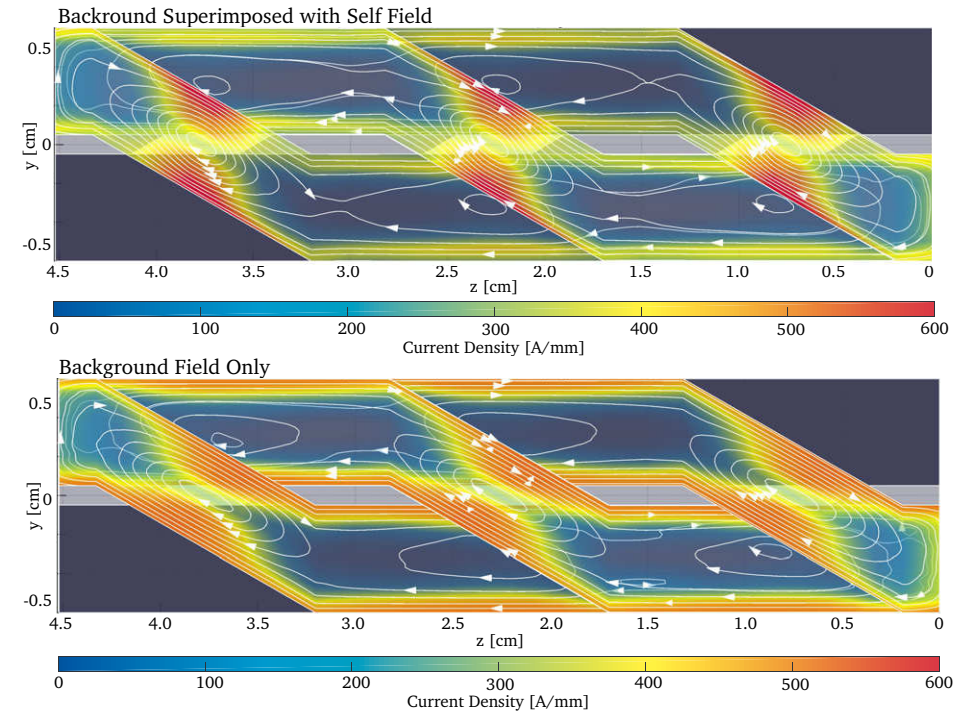 Backround Superimposed with Self Field
0.5
0
-0.5
y [cm]
4.5 4.0 3.5 3.0 2.5 2.0 1.5 1.0 0.5 0
z [cm]
0 100 200 300 400 500 600
Current Density [A/mm]
Background Field Only
0.5
0
-0.5
y [cm]
4.5 4.0 3.5 3.0 2.5 2.0 1.5 1.0 0.5 0
z [cm]
0 100 200 300 400 500 600
Current Density [A/mm]